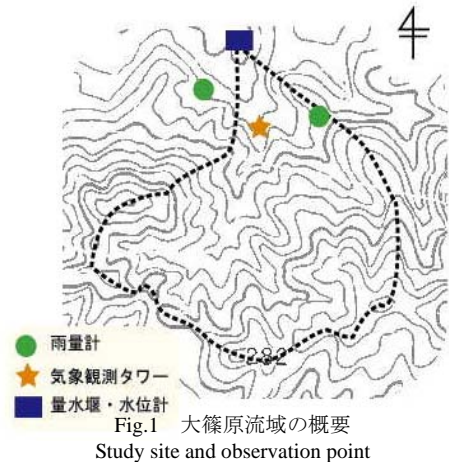 282
雨量計
気象観測タワー
量水堰・水位計
Fig.1 大篠原流域の概要
Study site and observation point